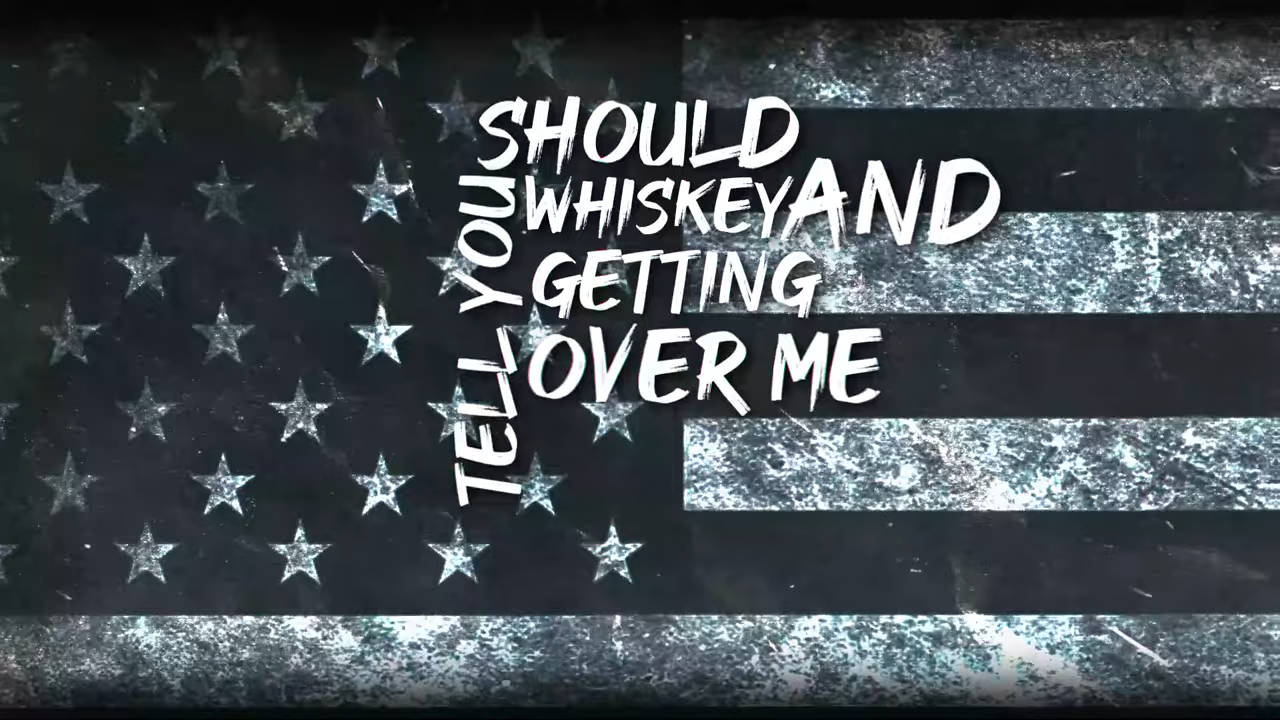 TELL YOU
SHOULD
WHISKEY AND
GETTING
OVER ME